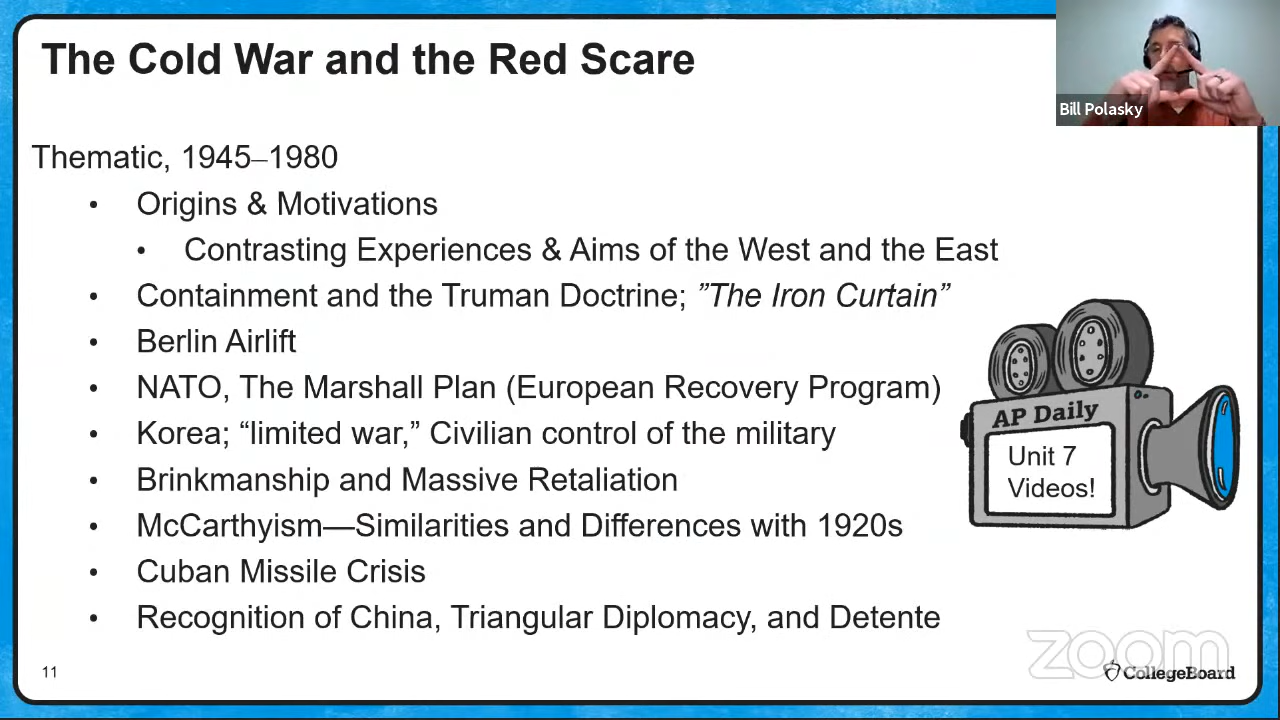 The Cold War and the Red Scare
Bill Polasky
Thematic, 1945–1980
• Origins & Motivations
• Contrasting Experiences & Aims of the West and the East
• Containment and the Truman Doctrine; ”The Iron Curtain”
• Berlin Airlift
• NATO, The Marshall Plan (European Recovery Program)
• Korea; “limited war,” Civilian control of the military
• Brinkmanship and Massive Retaliation
• McCarthyism—Similarities and Differences with 1920s
• Cuban Missile Crisis
• Recognition of China, Triangular Diplomacy, and Detente
AP Daily
Unit 7
Videos!
11
zoom
CollegeBoard